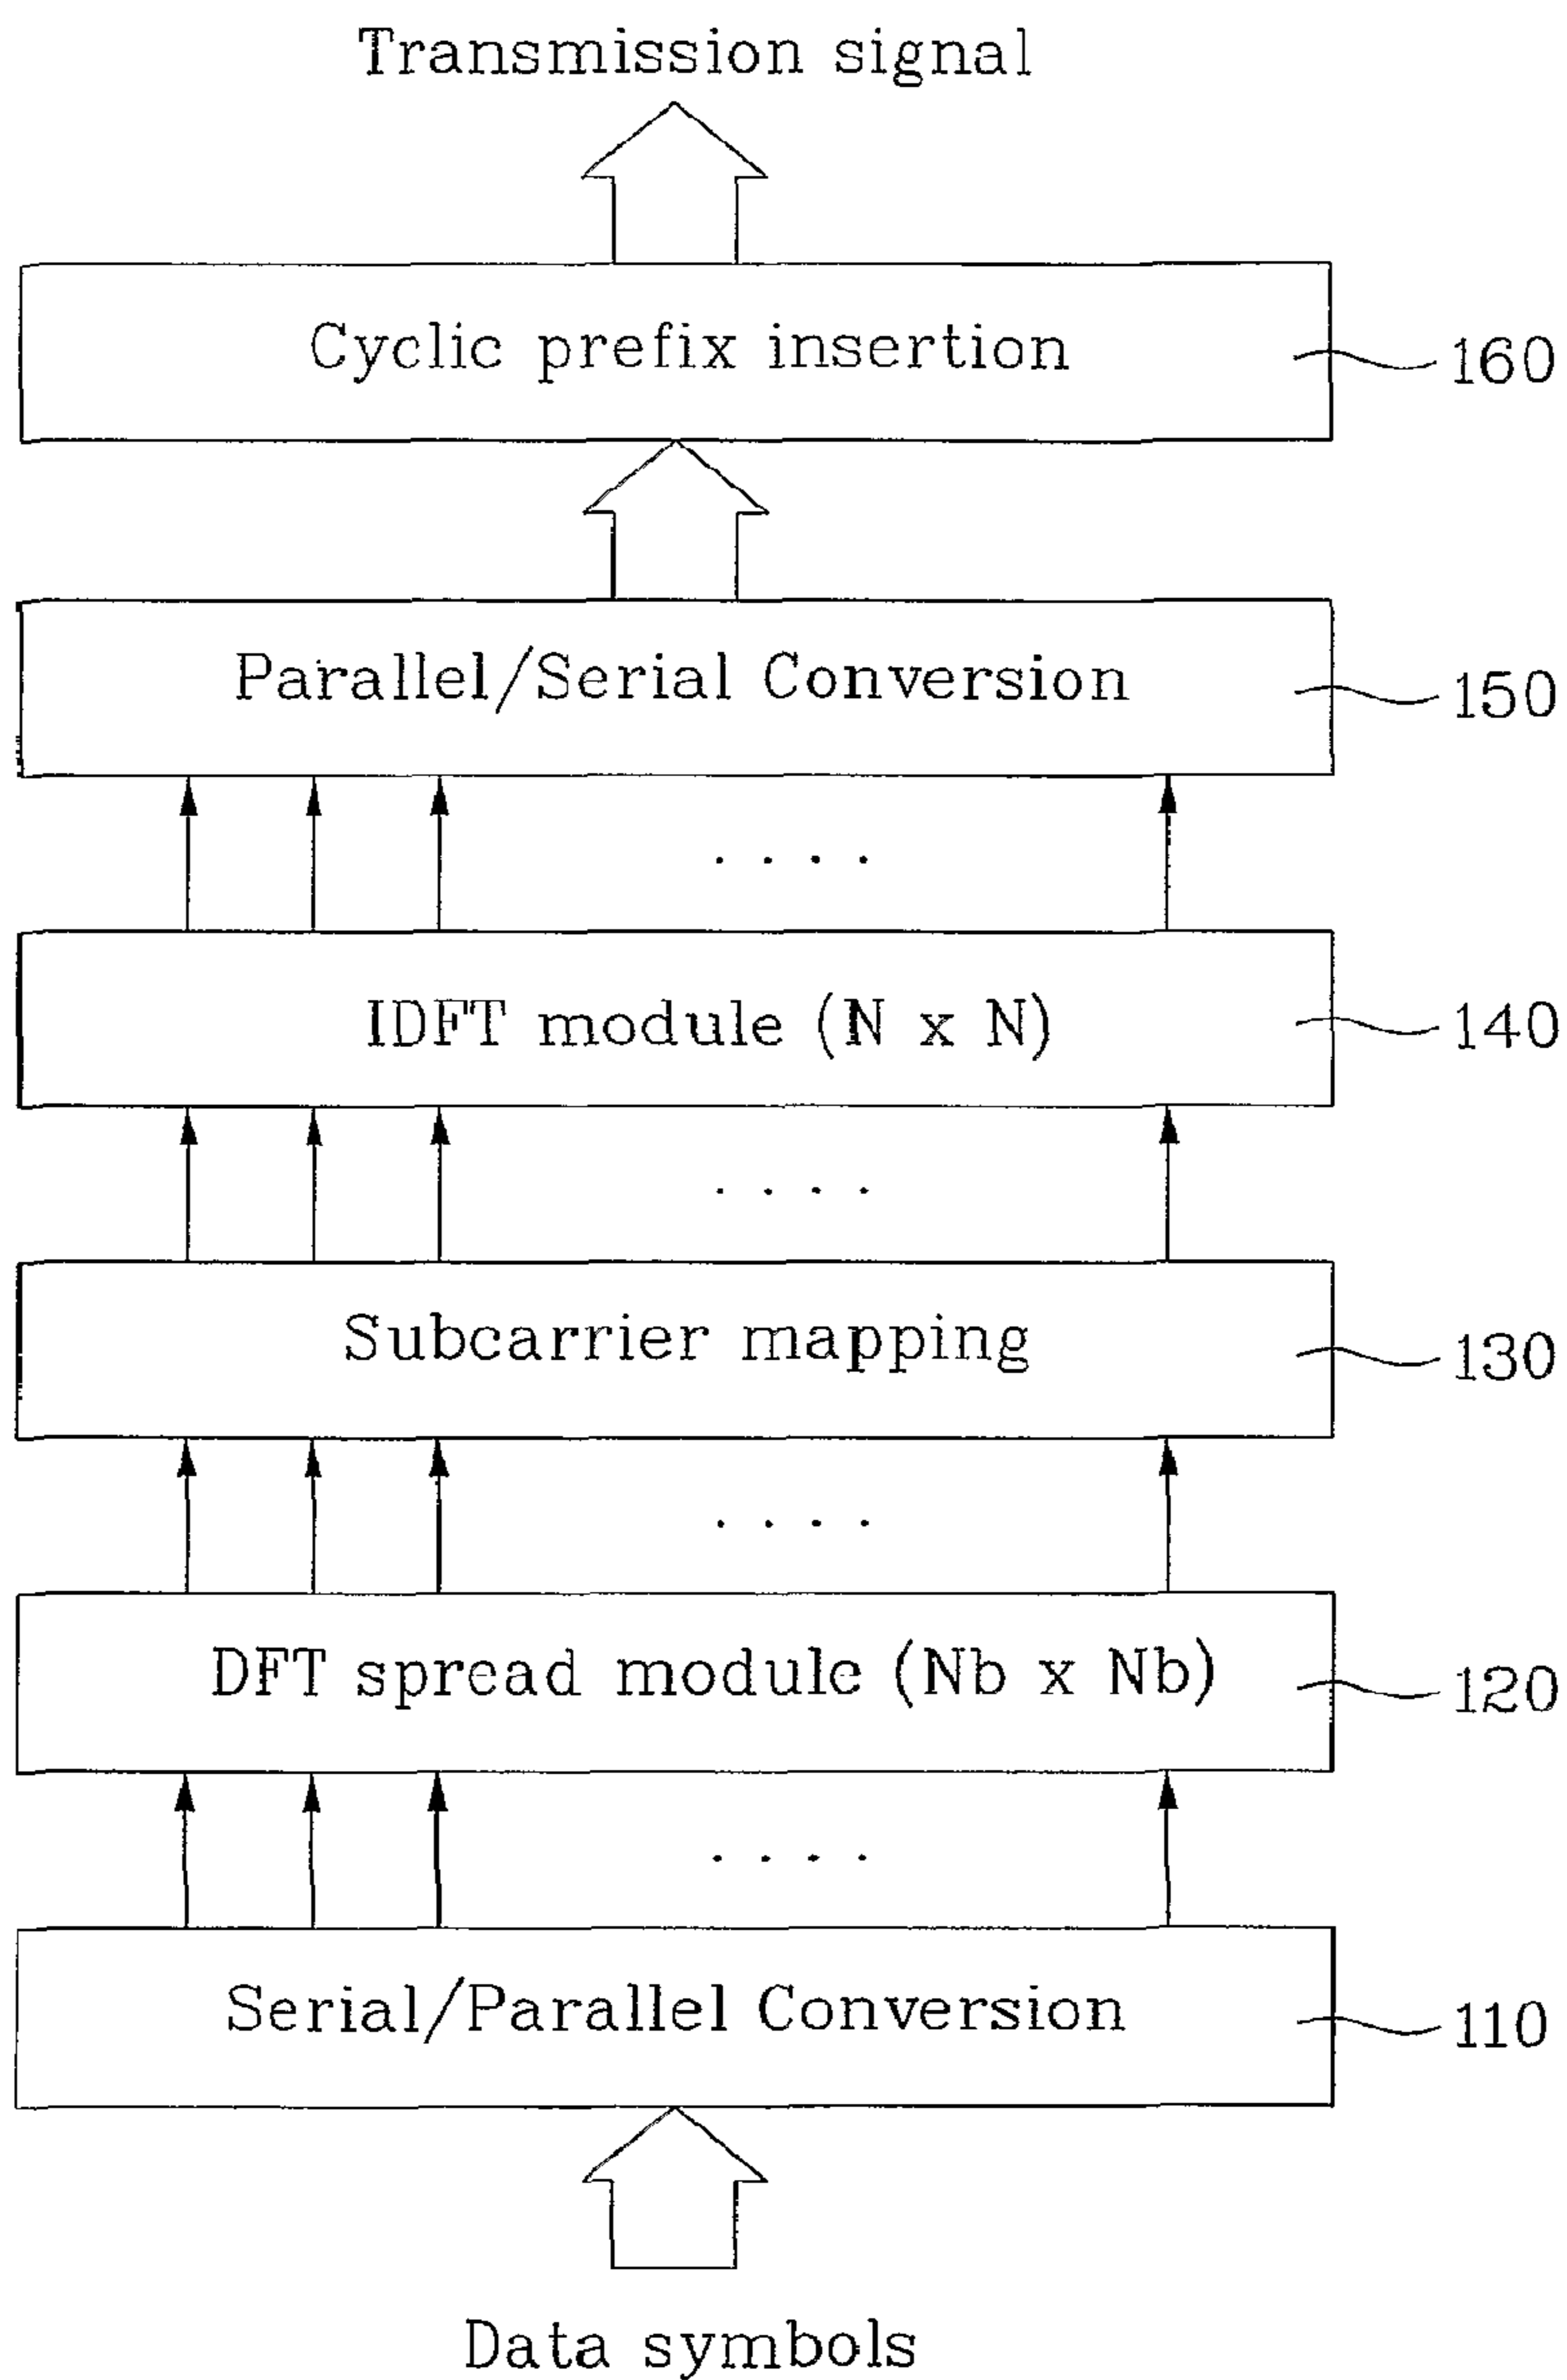 Transmission signal
Cyclic prefix insertion
160
Parallel/Serial Conversion
150
IDFT module (N x N)
140
Subcarrier mapping
130
DFT spread module (Nb x Nb)
120
Serial/Parallel Conversion
110
Data symbols